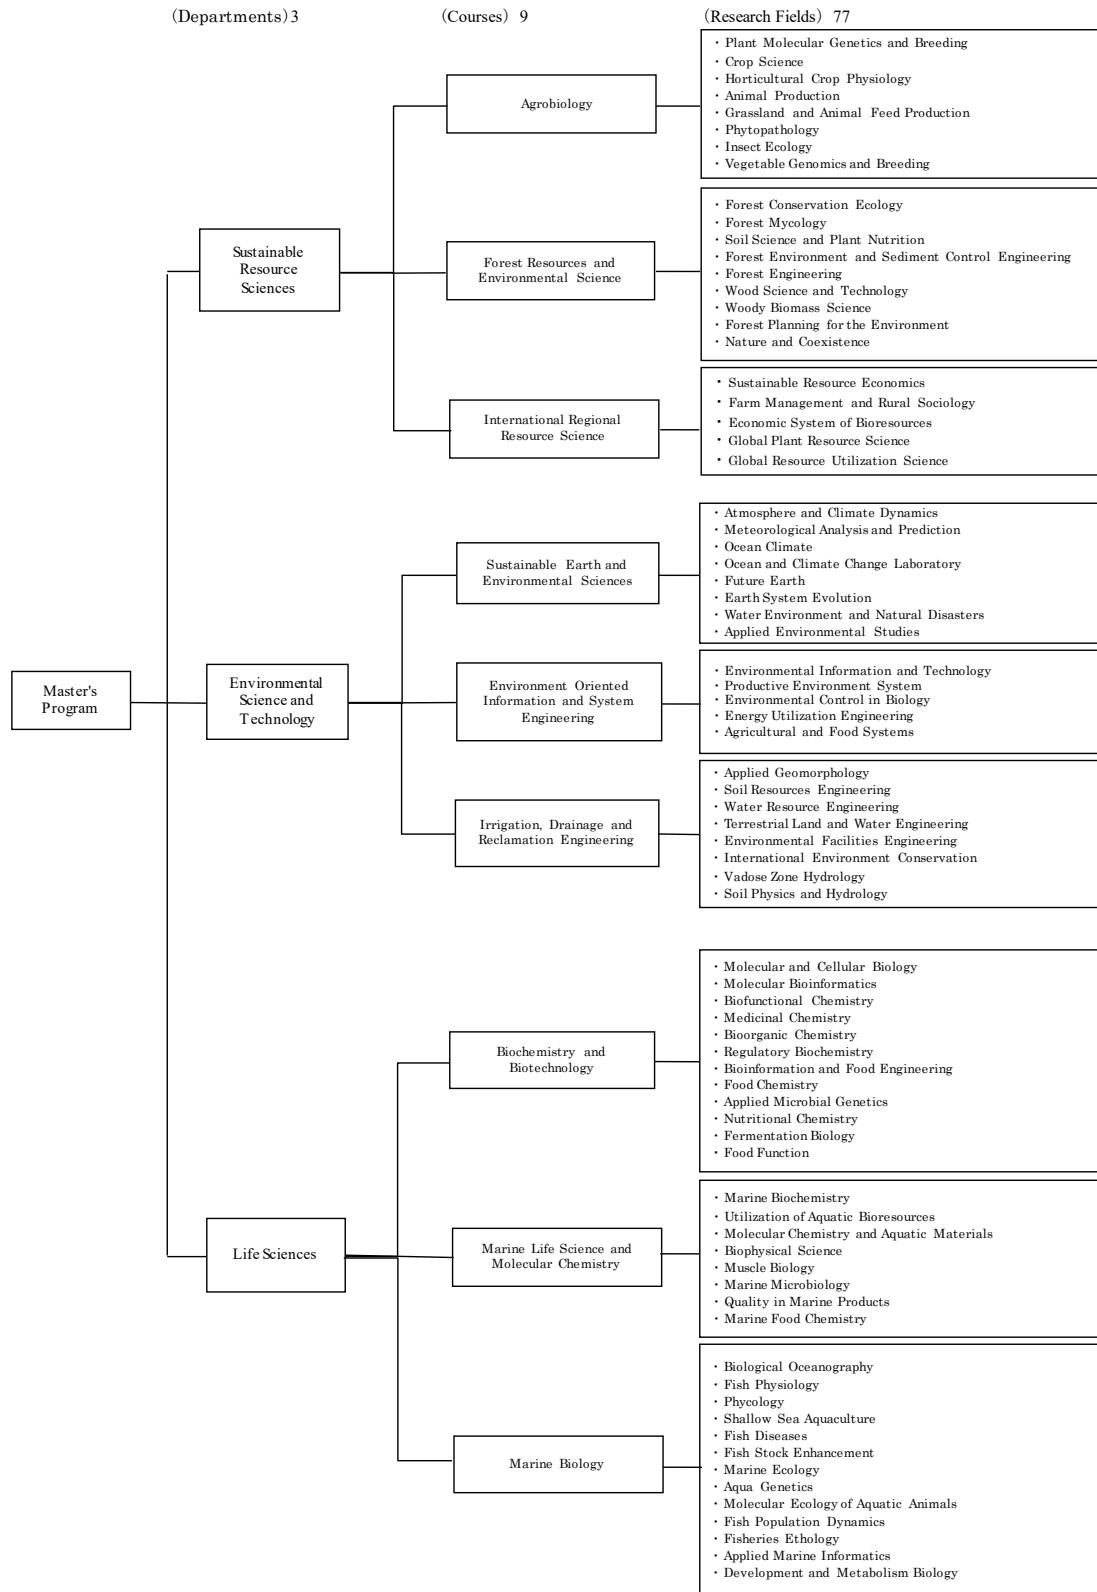 (Departments) 3
(Courses) 9
(Research Fields) 77
Master's
Program
Sustainable
Resource
Sciences
Agrobiology
・Plant Molecular Genetics and Breeding
・Crop Science
・Horticultural Crop Physiology
・Animal Production
・Grassland and Animal Feed Production
・Phytopathology
・Insect Ecology
・Vegetable Genomics and Breeding
Forest Resources and
Environmental Science
・Forest Conservation Ecology
・Forest Mycology
・Soil Science and Plant Nutrition
・Forest Environment and Sediment Control Engineering
・Forest Engineering
・Wood Science and Technology
・Woody Biomass Science
・Forest Planning for the Environment
・Nature and Coexistence
International Regional
Resource Science
・Sustainable Resource Economics
・Farm Management and Rural Sociology
・Economic System of Bioresources
・Global Plant Resource Science
・Global Resource Utilization Science
Environmental
Science and
Technology
Sustainable Earth and
Environmental Sciences
・Atmosphere and Climate Dynamics
・Meteorological Analysis and Prediction
・Ocean Climate
・Ocean and Climate Change Laboratory
・Future Earth
・Earth System Evolution
・Water Environment and Natural Disasters
・Applied Environmental Studies
Environment Oriented
Information and System
Engineering
・Environmental Information and Technology
・Productive Environment System
・Environmental Control in Biology
・Energy Utilization Engineering
・Agricultural and Food Systems
Irrigation, Drainage and
Reclamation Engineering
・Applied Geomorphology
・Soil Resources Engineering
・Water Resource Engineering
・Terrestrial Land and Water Engineering
・Environmental Facilities Engineering
・International Environment Conservation
・Vadose Zone Hydrology
・Soil Physics and Hydrology
Life Sciences
Biochemistry and
Biotechnology
・Molecular and Cellular Biology
・Molecular Bioinformatics
・Biofunctional Chemistry
・Medicinal Chemistry
・Bioorganic Chemistry
・Regulatory Biochemistry
・Bioinformation and Food Engineering
・Food Chemistry
・Applied Microbial Genetics
・Nutritional Chemistry
・Fermentation Biology
・Food Function
Marine Life Science and
Molecular Chemistry
・Marine Biochemistry
・Utilization of Aquatic Bioresources
・Molecular Chemistry and Aquatic Materials
・Biophysical Science
・Muscle Biology
・Marine Microbiology
・Quality in Marine Products
・Marine Food Chemistry
Marine Biology
・Biological Oceanography
・Fish Physiology
・Phycology
・Shallow Sea Aquaculture
・Fish Diseases
・Fish Stock Enhancement
・Marine Ecology
・Aqua Genetics
・Molecular Ecology of Aquatic Animals
・Fish Population Dynamics
・Fisheries Ethology
・Applied Marine Informatics
・Development and Metabolism Biology